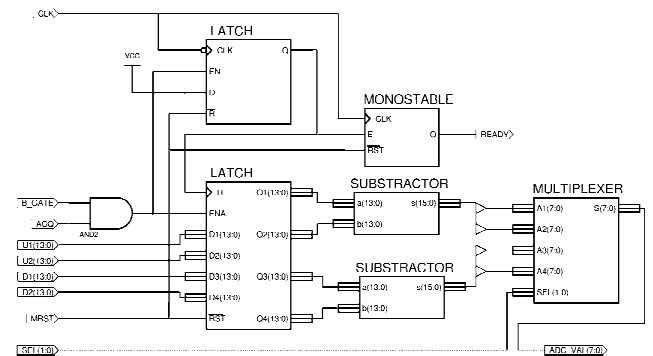 CLK
LATCH
CLK Q
VCC
EN
D
R
MONOSTABLE
CLK
E Q
READY
RST
LATCH
H Q1(13:0)
SUBSTRACTOR
a(13:0) s(15:0)
b(13:0)
MULTIPLEXER
B_GATE
ENA
A1(7:0) S(7:0)
ACQ
AND2
D1(13:0) Q2(13:0)
A2(7:0)
U1(13:0)
D2(13:0)
A3(7:0)
U2(13:0)
SUBSTRACTOR
D1(13:0)
D3(13:0) Q3(13:0)
A4(7:0)
a(13:0) s(15:0)
D2(13:0)
D4(13:0)
SEL(1:0)
b(13:0)
MRST
RST Q4(13:0)
SEL(1:0)
ADC_VAL(7:0)